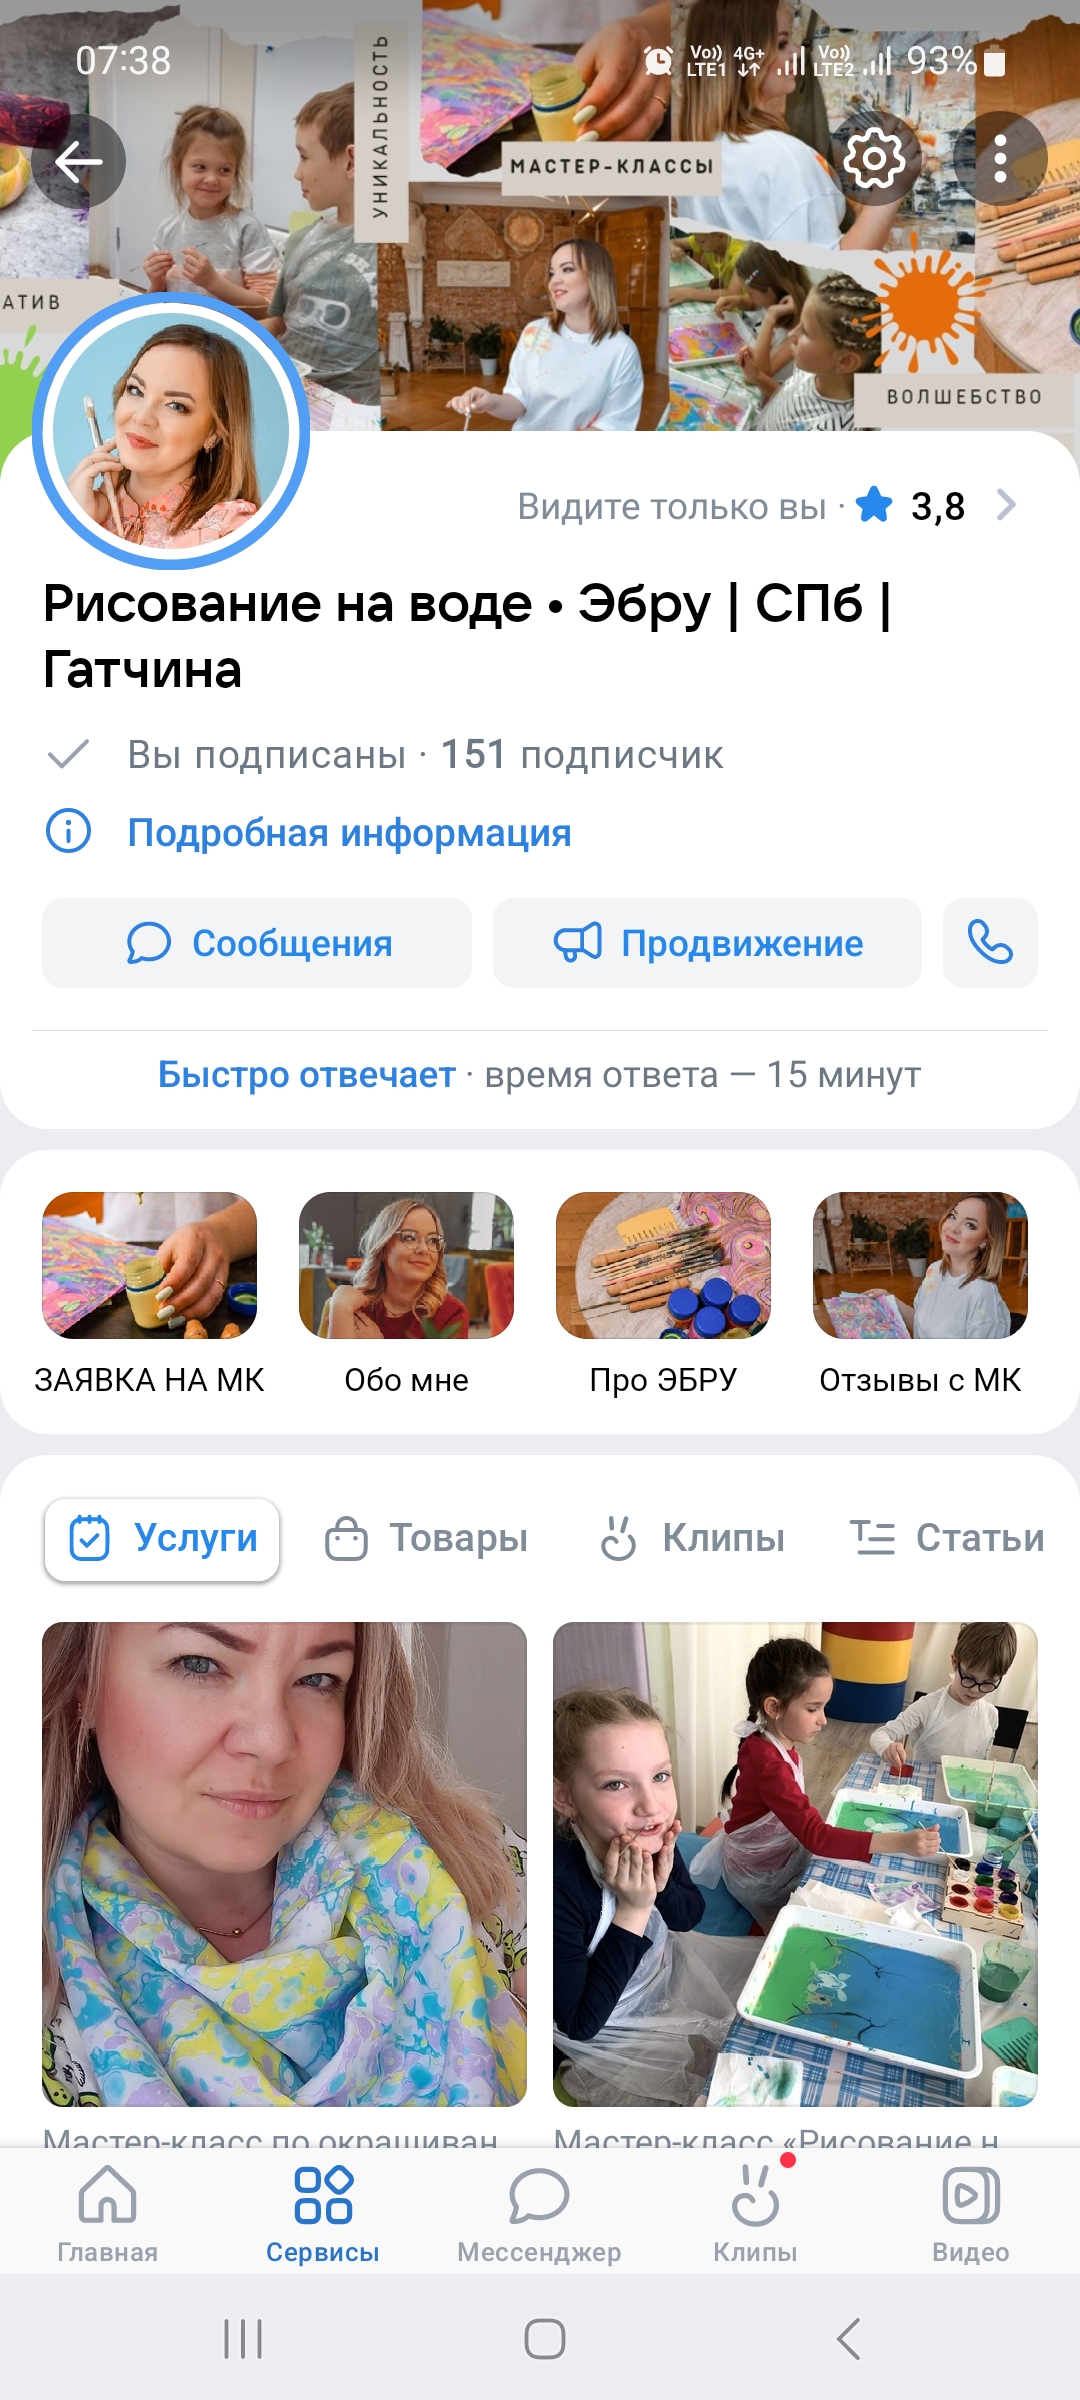 07:38
Vo)) LTE1 4G+ Vo)) LTE2 93%
УНИКАЛЬНОСТЬ
МАСТЕР-КЛАССЫ
АТИВ
ВОЛШЕБСТВО
Видите только вы · 3,8
Рисование на воде • Эбру | СПб |
Гатчина
Вы подписаны · 151 подписчик
Подробная информация
Сообщения
Продвижение
Быстро отвечает · время ответа — 15 минут
ЗАЯВКА НА МК
Обо мне
Про ЭБРУ
Отзывы с МК
Услуги
Товары
Клипы
Статьи
Мастер-класс по окрашиван
Мастер-класс «Рисование н
Главная
Сервисы
Мессенджер
Клипы
Видео